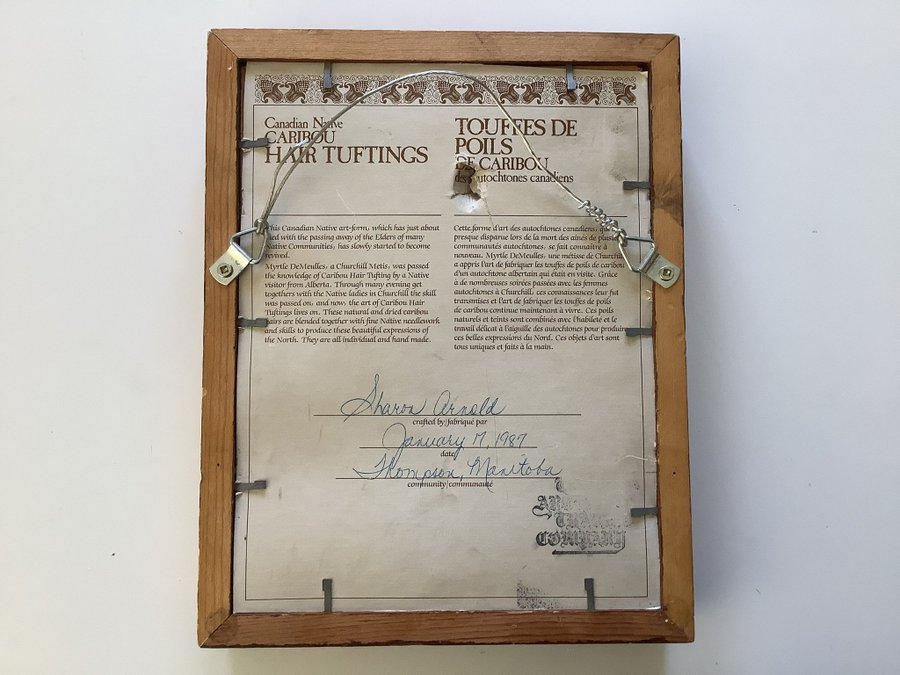 Canadian Native
CARIBOU
HAIR TUFTINGS
This Canadian Native art-form, which has just about
died with the passing away of the Elders of many
Native Communities, has slowly started to become
revived.
Myrtle DeMeulles, a Churchill Metis, was passed
the knowledge of Caribou Hair Tufting by a Native
visitor from Alberta. Through many evening get
togethers with the Native ladies in Churchill the skill
was passed on, and now, the art of Caribou Hair
Tuftings lives on. These natural and dried caribou
hairs are blended together with fine Native needlework
and skills to produce these beautiful expressions of
the North. They are all individual and hand made.
TOUFFES DE
POILS
DE CARIBOU
autochtones canadiens
Cette forme d'art des autochtones canadiens,
presque disparue lors de la mort des aînés de plusieurs
communautés autochtones, se fait connaître à
nouveau. Myrtle DeMeulles, une métisse de Churchill
a appris l'art de fabriquer les touffes de poils de caribou
d'un autochtone albertain qui était en visite. Grâce
à de nombreuses soirées passées avec les femmes
autochtones à Churchill, ces connaissances leur fut
transmises et l'art de fabriquer les touffes de poils
de caribou continue maintenant à vivre. Ces poils
naturels et teints sont combinés avec l'habileté et le
travail délicat à l'aiguille des autochtones pour produire
ces belles expressions du Nord. Ces objets d'art sont
tous uniques et faits à la main.
Sharon Arnold
crafted by/fabriqué par
January 17, 1987
date
Thompson, Manitoba
community/communauté
COMPANY